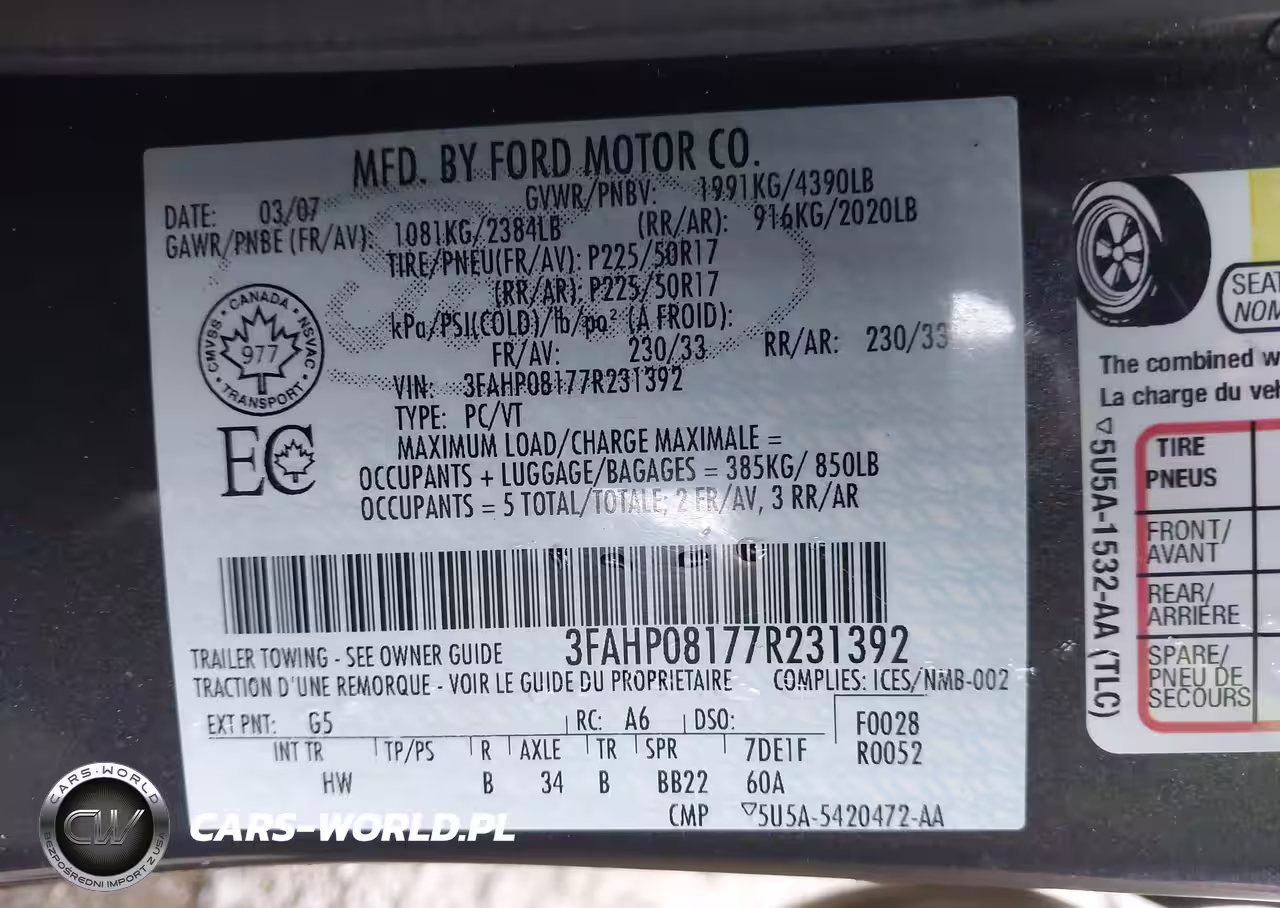 MFD. BY FORD MOTOR CO.
DATE: 03/07 GVWR/PNBV: 1991KG/4390LB
GAWR/PNBE (FR/AV): 1081KG/2384LB (RR/AR): 916KG/2020LB
TIRE/PNEU(FR/AV): P225/50R17
(RR/AR): P225/50R17
kPa/PSI(COLD)/lb/po² (À FROID):
FR/AV: 230/33 RR/AR: 230/33
VIN: 3FAHP08177R231392
TYPE: PC/VT
MAXIMUM LOAD/CHARGE MAXIMALE =
OCCUPANTS + LUGGAGE/BAGAGES = 385KG/ 850LB
OCCUPANTS = 5 TOTAL/TOTALE; 2 FR/AV, 3 RR/AR
CANADA
CMVSS 977 NSVAC
TRANSPORT
EC
3FAHP08177R231392
TRAILER TOWING - SEE OWNER GUIDE
TRACTION D'UNE REMORQUE - VOIR LE GUIDE DU PROPRIETAIRE COMPLIES: ICES/NMB-002
EXT PNT: G5 RC: A6 DSO: F0028
INT TR TP/PS R AXLE TR SPR 7DE1F R0052
HW B 34 B BB22 60A
CMP ▽5U5A-5420472-AA
SEAT
NOM
The combined w
La charge du veh
TIRE
PNEUS
FRONT/
AVANT
REAR/
ARRIÈRE
SPARE/
PNEU DE
SECOURS
▽5U5A-1532-AA (TLC)
CARS-WORLD
CW
BEZPOŚREDNI IMPORT Z USA
CARS-WORLD.PL